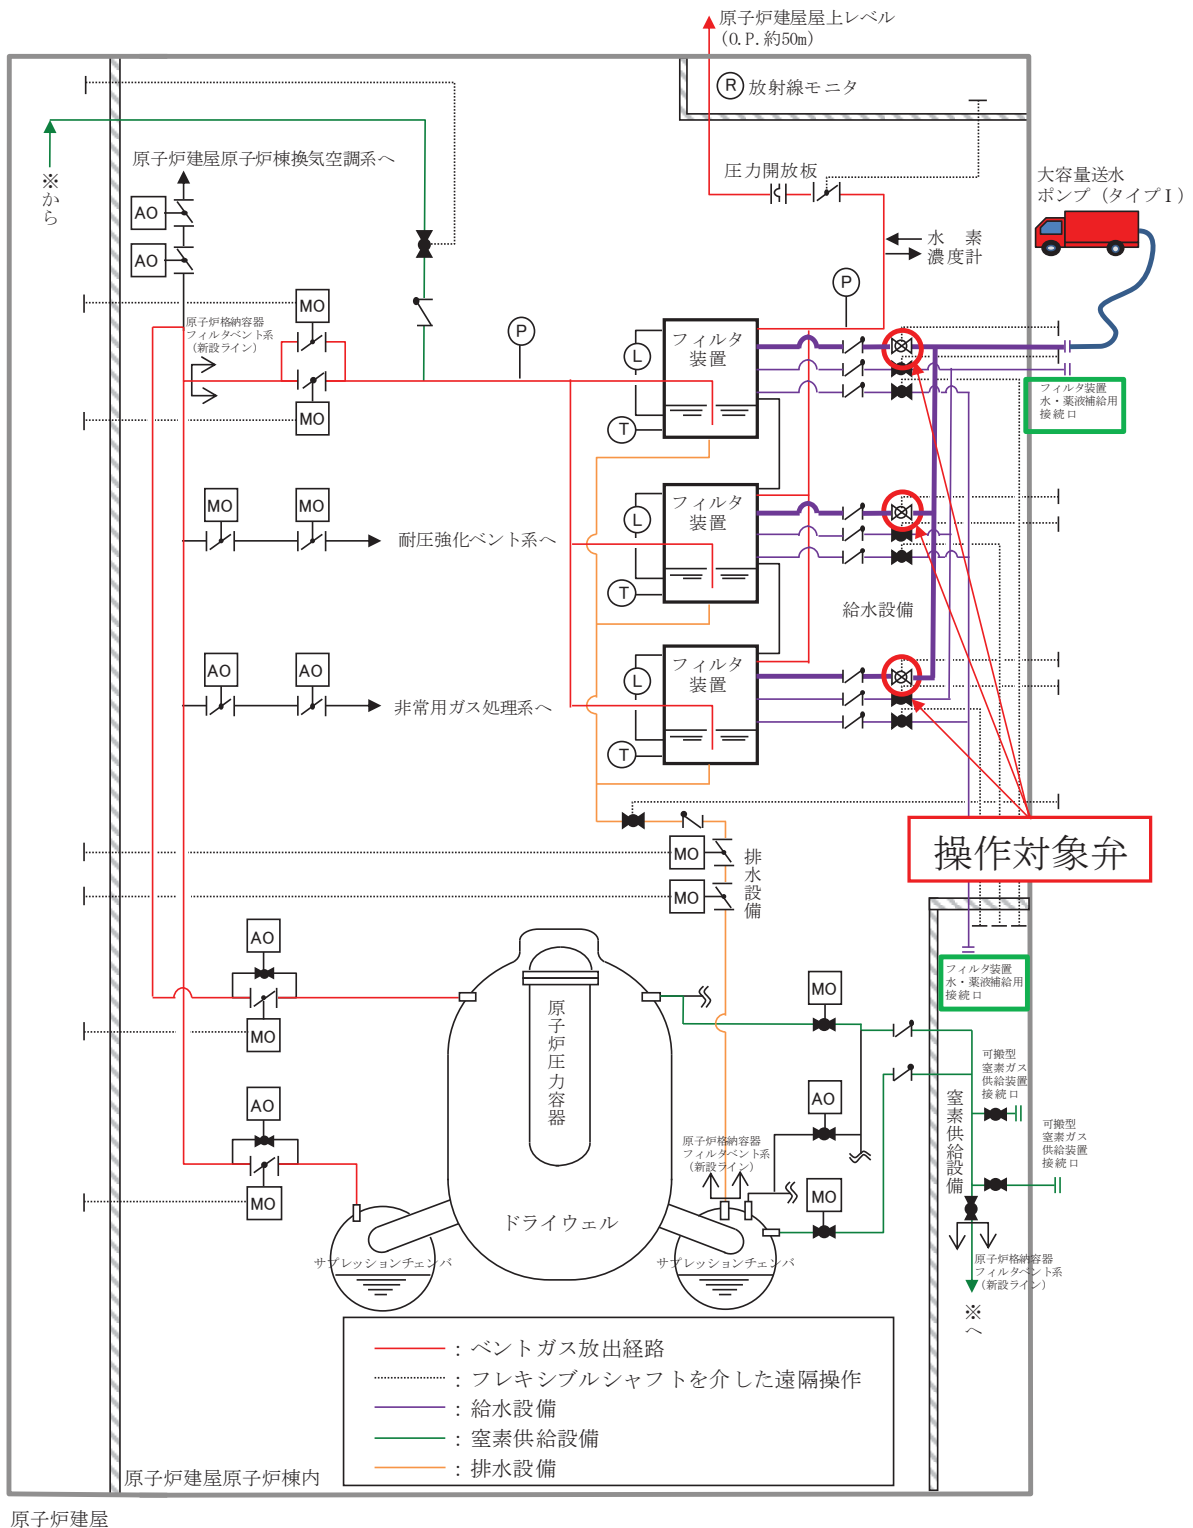 原子炉建屋屋上レベル
（O.P.約50m）
R 放射線モニタ
※
から
原子炉建屋原子炉棟換気空調系へ
AO
AO
圧力開放板
大容量送水
ポンプ（タイプⅠ）
水　素
濃度計
MO
原子炉格納容器
フィルタベント系
（新設ライン）
MO
P
P
L
T
フィルタ
装置
フィルタ装置
水・薬液補給用
接続口
MO
MO
耐圧強化ベント系へ
L
T
フィルタ
装置
給水設備
AO
AO
非常用ガス処理系へ
L
T
フィルタ
装置
操作対象弁
MO
MO
排
水
設
備
AO
MO
AO
MO
原
子
炉
圧
力
容
器
ドライウェル
サプレッションチェンバ
サプレッションチェンバ
MO
AO
MO
原子炉格納容器
フィルタベント系
（新設ライン）
フィルタ装置
水・薬液補給用
接続口
可搬型
窒素ガス
供給装置
接続口
可搬型
窒素ガス
供給装置
接続口
窒
素
供
給
設
備
原子炉格納容器
フィルタベント系
（新設ライン）
※
へ
：ベントガス放出経路
：フレキシブルシャフトを介した遠隔操作
：給水設備
：窒素供給設備
：排水設備
原子炉建屋原子炉棟内
原子炉建屋